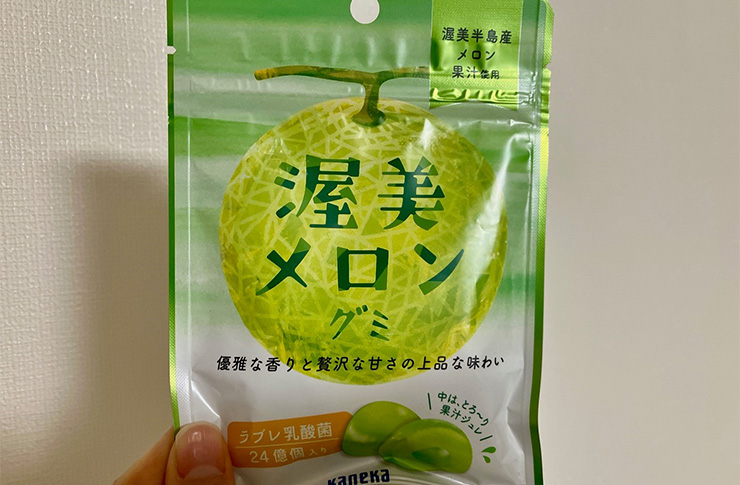 渥美半島産
メロン
果汁使用
渥美
メロン
グミ
優雅な香りと贅沢な甘さの上品な味わい
中は、とろ〜り
果汁ジュレ
ラブレ乳酸菌
24億個入り
kaneka